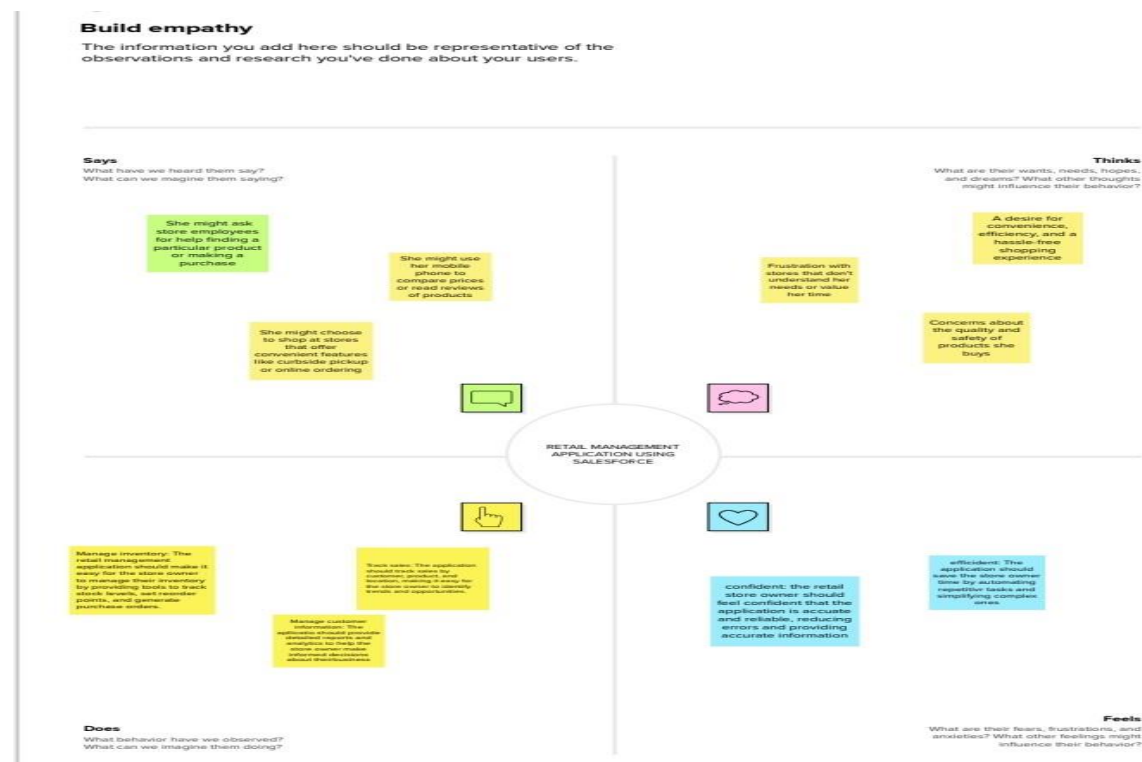 Build empathy
The information you add here should be representative of the
observations and research you've done about your users.
Says
What have we heard them say?
What can we magine them saying?
She might ask
store employees
for help finding a
particular product
or making a
purchase
She might use
her mobile
phone to
compare prices
or read reviews
of products
She might choose
to shop at stores
that offer
convenient features
like curbside pickup
or online ordering
Thinks
What are their wants, needs, hopes,
and dreams? What other thoughts
might influence their behavior?
A desire for
convenience,
efficiency, and a
hassle-free
shopping
experience
Frustration with
stores that don't
understand her
needs or value
her time
Concerns about
the quality and
safety of
products she
buys
RETAIL MANAGEMENT
APPLICATION USING
SALESFORCE
Manage inventory: The
retail management
application should make it
easy for the store owner
to manage their inventory
by providing tools to track
stock levels, set reorder
points, and generate
purchase orders.
Track sales: The application
should track sales by
customer, product, and
location, making it easy for
the store owner to identify
trends and opportunities.
Manage customer
information: The
should provide
detailed reports and
analytics to help the
store owner make
informed decisions
about theirbusiness
confident: the retail
store owner should
feel confident that the
application is accuate
and reliable, reducing
errors and providing
accurate information
efficident: The
application should
save the store owner
time by automating
repetitive tasks and
simplifying complex
ones
Does
What behavior have we observed?
What can we imagine them doing?
Feels
What are their fears, frustrations, and
anxieties? What other feelings might
influence their behavior?